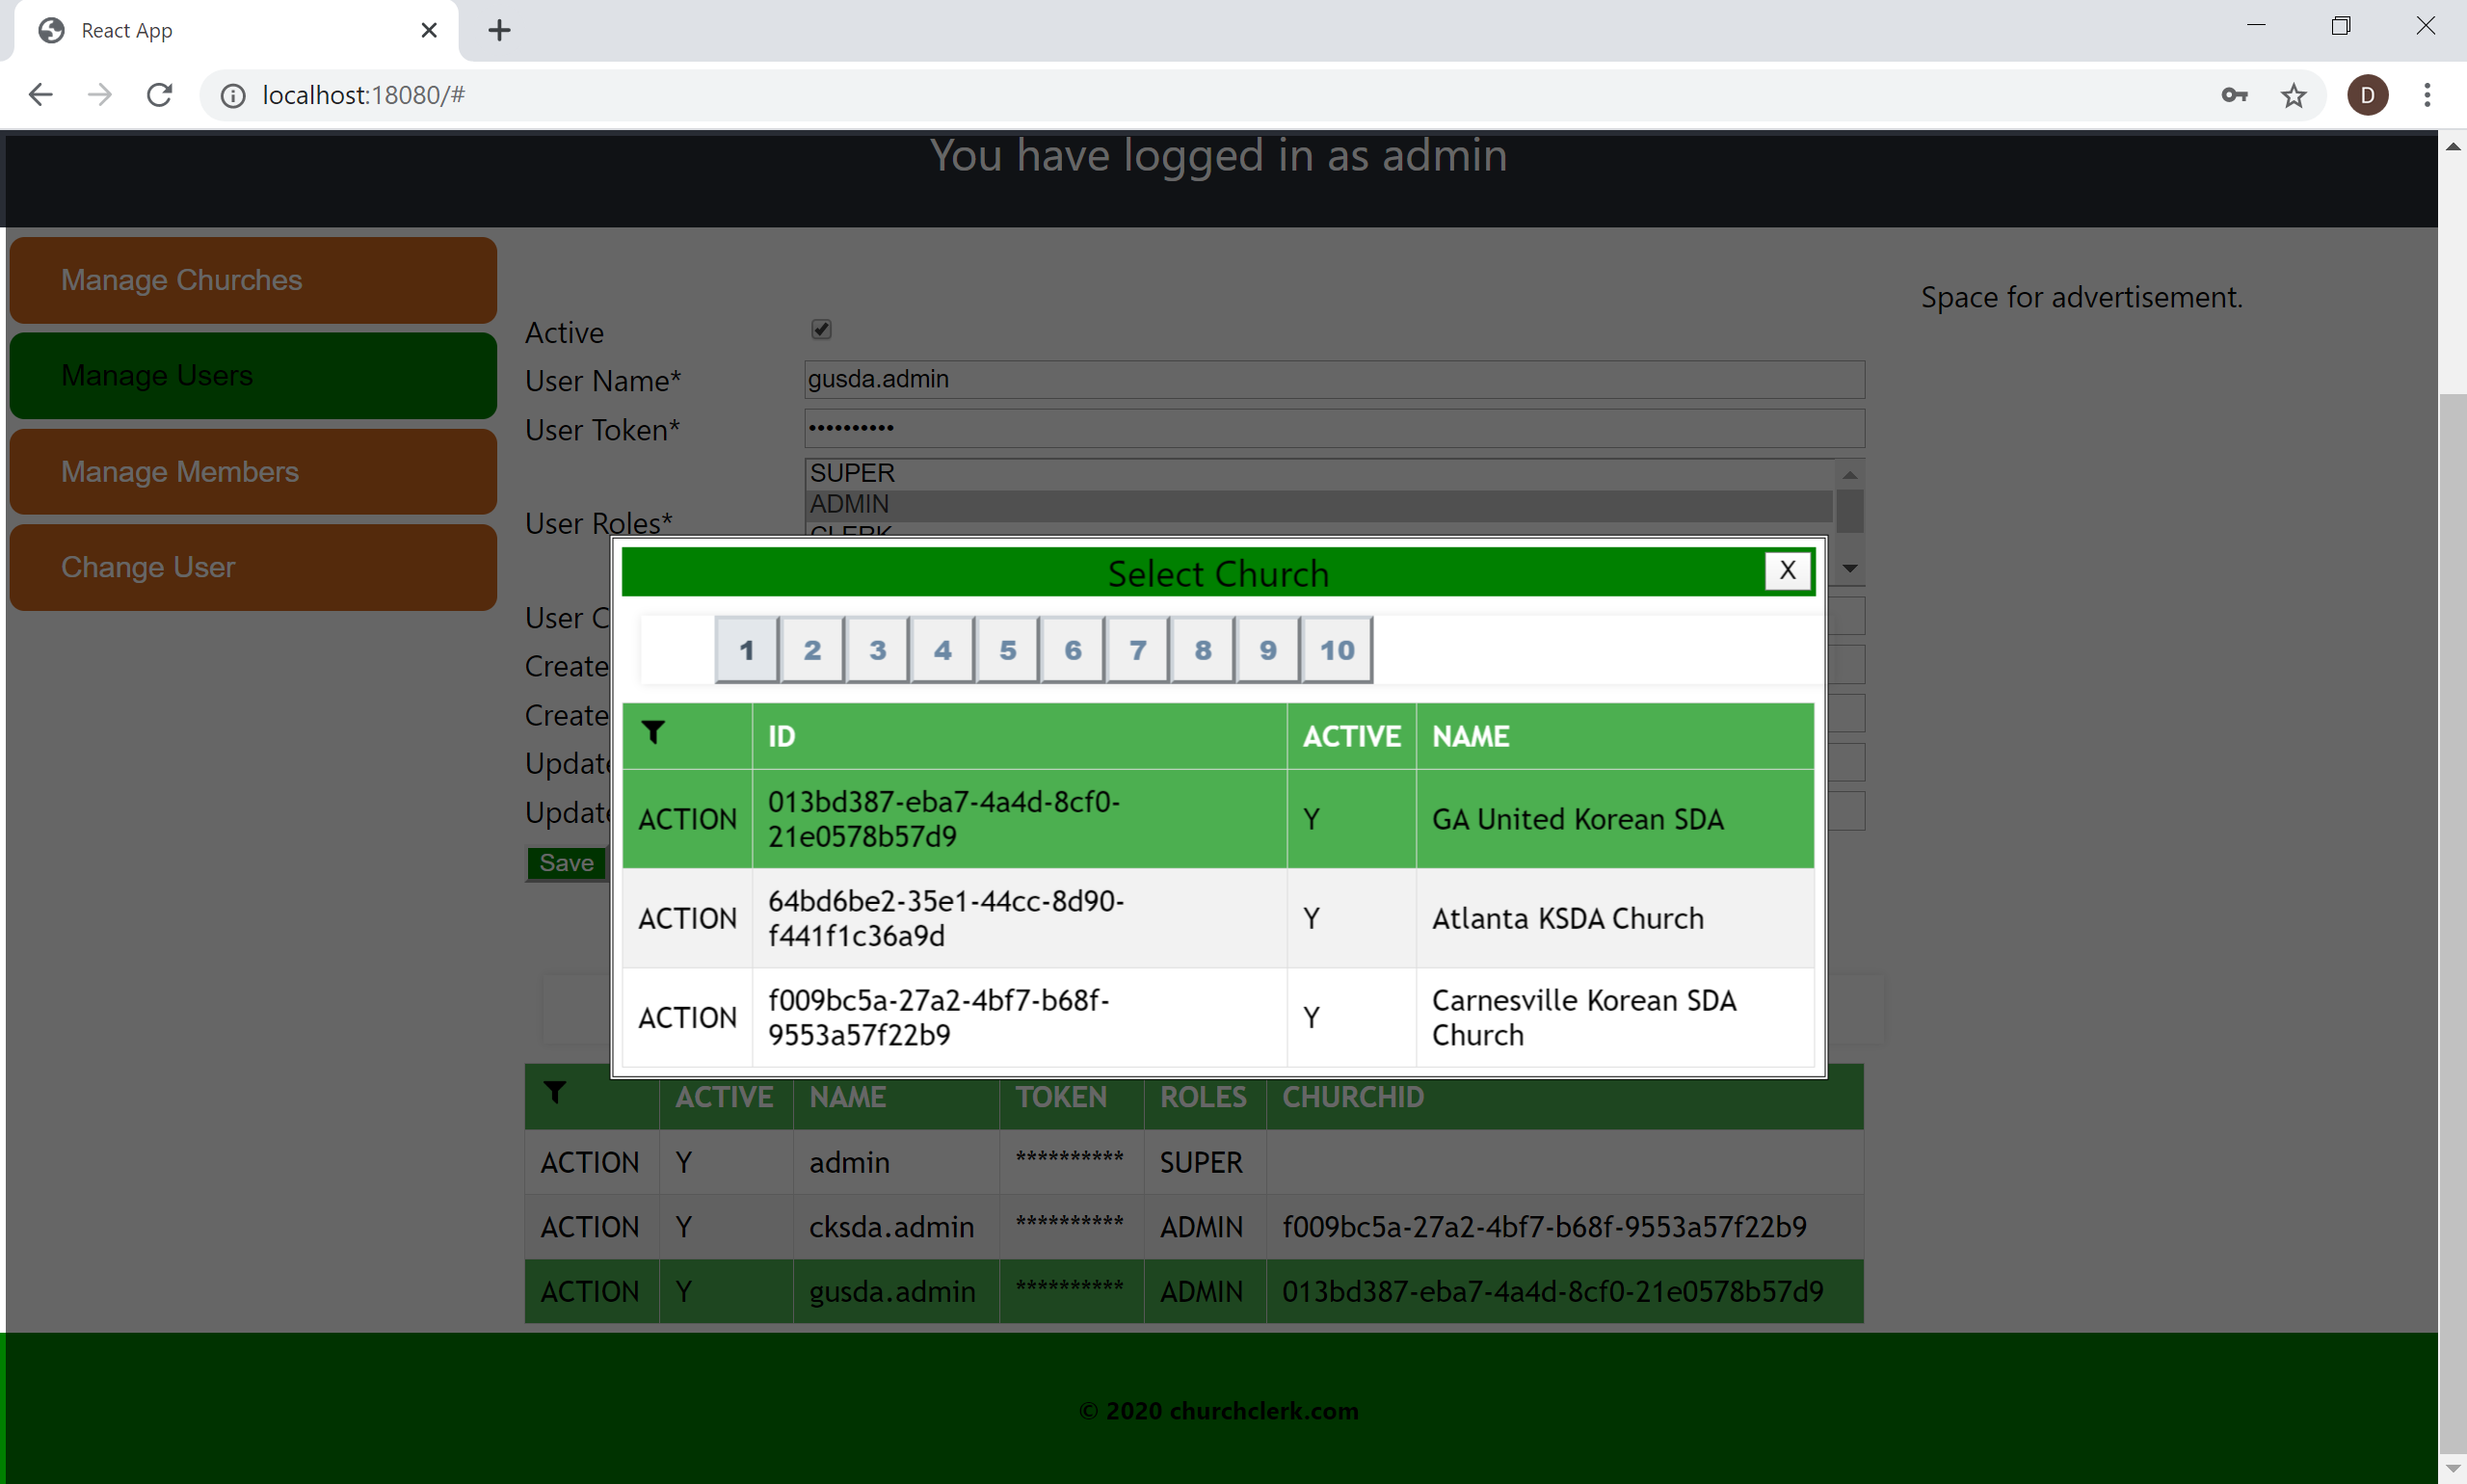 React App
localhost:18080/#
D
You have logged in as admin
Manage Churches
Manage Users
Manage Members
Change User
Space for advertisement.
Active
User Name*
gusda.admin
User Token*
••••••••••
User Roles*
SUPER
ADMIN
CLERK
User C
Create
Create
Update
Update
Save
Select Church
X
1 2 3 4 5 6 7 8 9 10
ID ACTIVE NAME
ACTION 013bd387-eba7-4a4d-8cf0-
21e0578b57d9 Y GA United Korean SDA
ACTION 64bd6be2-35e1-44cc-8d90-
f441f1c36a9d Y Atlanta KSDA Church
ACTION f009bc5a-27a2-4bf7-b68f-
9553a57f22b9 Y Carnesville Korean SDA
Church
ACTIVE NAME TOKEN ROLES CHURCHID
ACTION Y admin ********** SUPER
ACTION Y cksda.admin ********** ADMIN f009bc5a-27a2-4bf7-b68f-9553a57f22b9
ACTION Y gusda.admin ********** ADMIN 013bd387-eba7-4a4d-8cf0-21e0578b57d9
© 2020 churchclerk.com